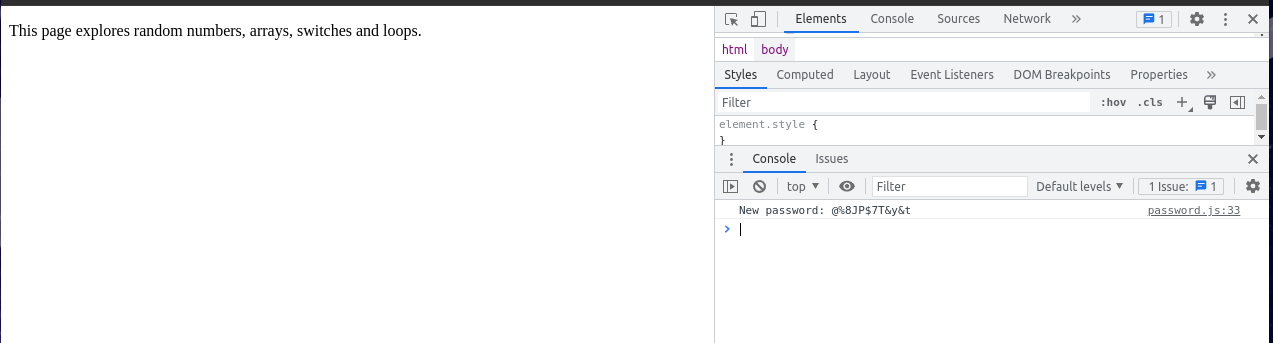 This page explores random numbers, arrays, switches and loops.
Elements Console Sources Network » 1
html body
Styles Computed Layout Event Listeners DOM Breakpoints Properties »
Filter :hov .cls +
element.style {
}
Console Issues
top Filter Default levels 1 Issue: 1
New password: @%8JP$7T&y&t password.js:33
>